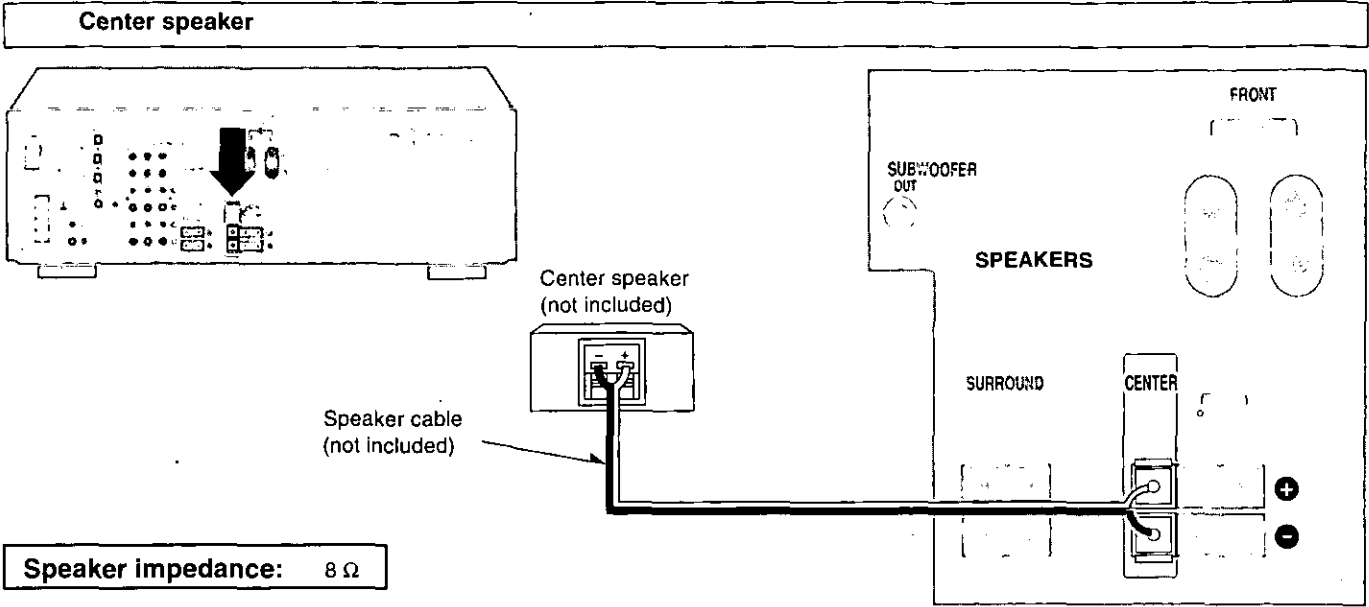 Center speaker
FRONT
SUBWOOFER
OUT
SPEAKERS
Center speaker
(not included)
- +
SURROUND
CENTER
Speaker cable
(not included)
+
-
Speaker impedance: 8 Ω